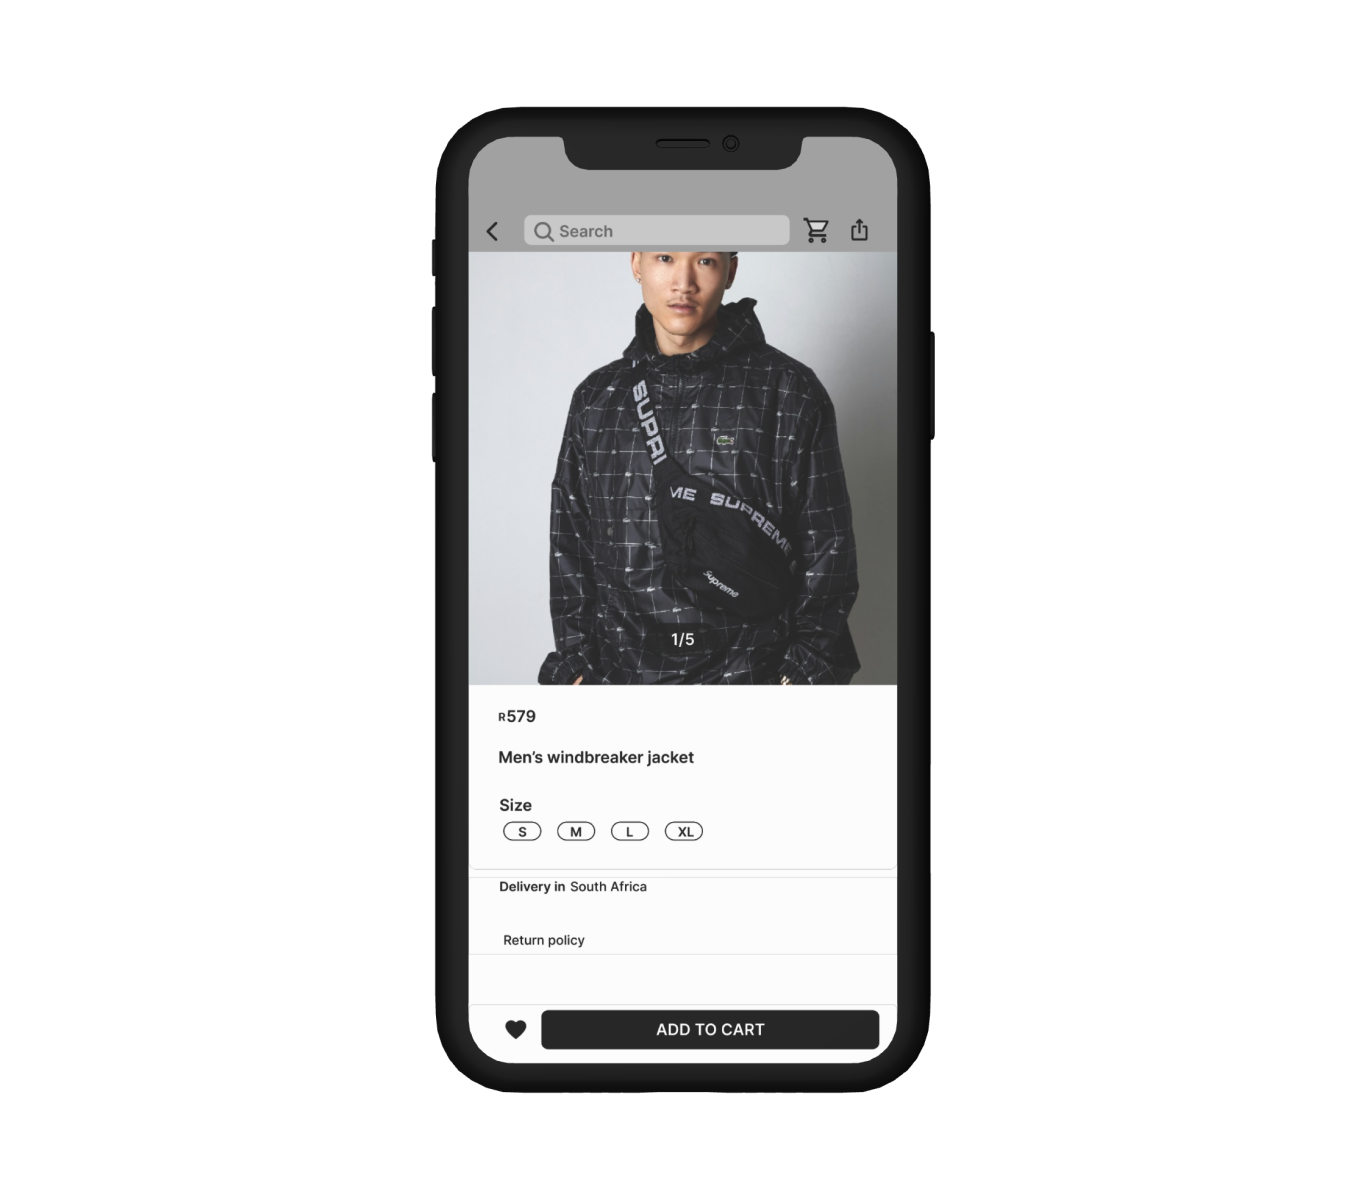 Search
SUPRI
ME SUPREME
Supreme
1/5
R579
Men's windbreaker jacket
Size
S M L XL
Delivery in South Africa
Return policy
ADD TO CART